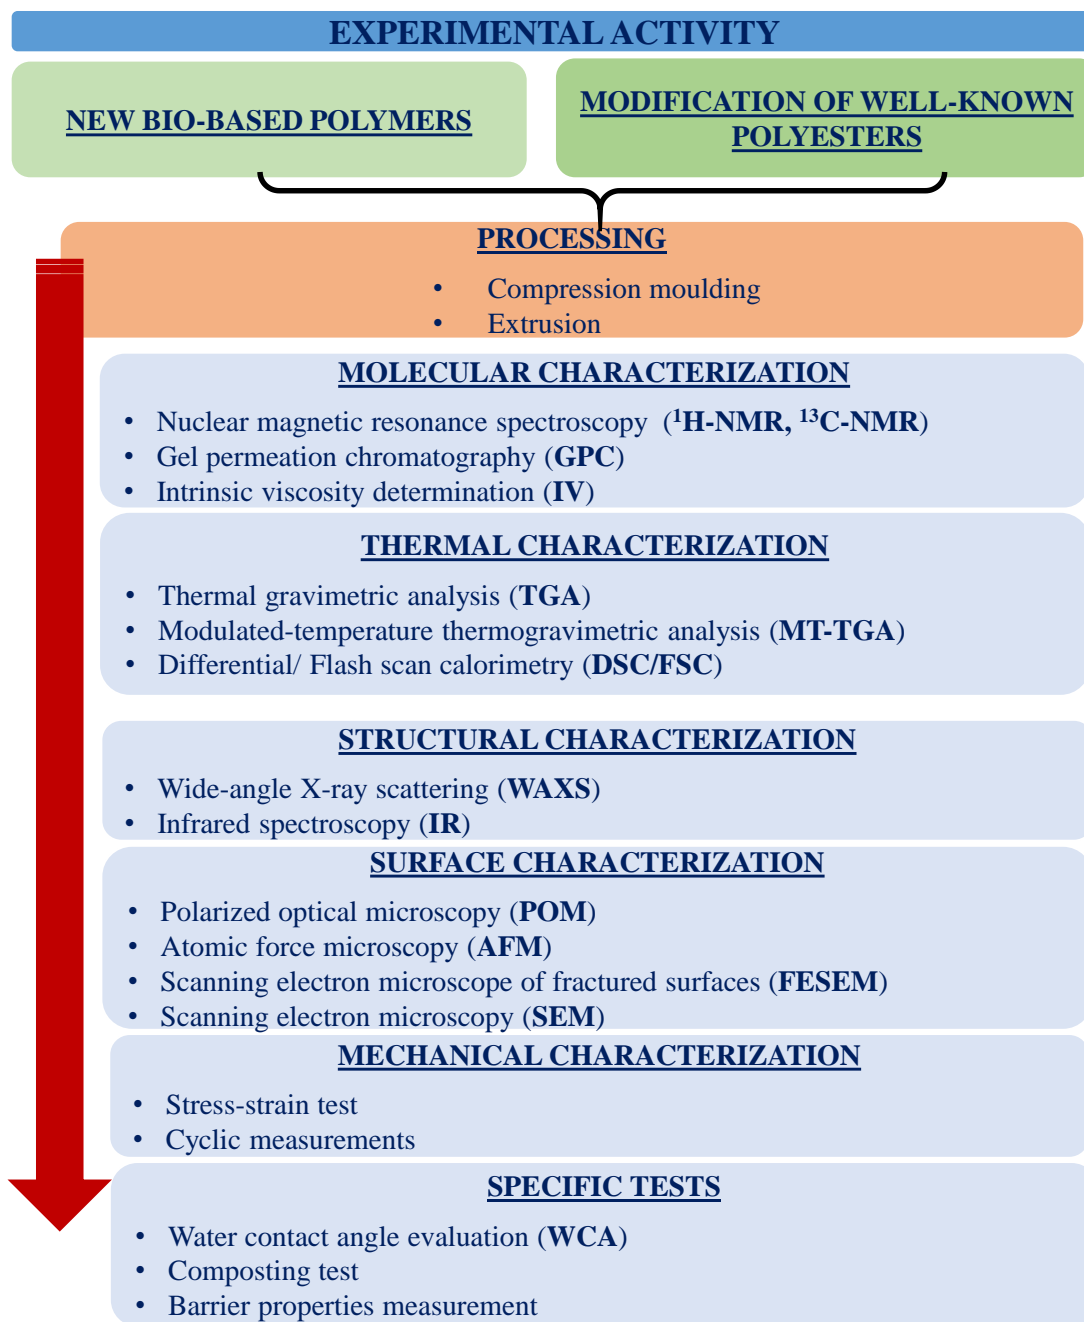 EXPERIMENTAL ACTIVITY
NEW BIO-BASED POLYMERS
MODIFICATION OF WELL-KNOWN
POLYESTERS
PROCESSING
• Compression moulding
• Extrusion
MOLECULAR CHARACTERIZATION
• Nuclear magnetic resonance spectroscopy (¹H-NMR, ¹³C-NMR)
• Gel permeation chromatography (GPC)
• Intrinsic viscosity determination (IV)
THERMAL CHARACTERIZATION
• Thermal gravimetric analysis (TGA)
• Modulated-temperature thermogravimetric analysis (MT-TGA)
• Differential/ Flash scan calorimetry (DSC/FSC)
STRUCTURAL CHARACTERIZATION
• Wide-angle X-ray scattering (WAXS)
• Infrared spectroscopy (IR)
SURFACE CHARACTERIZATION
• Polarized optical microscopy (POM)
• Atomic force microscopy (AFM)
• Scanning electron microscope of fractured surfaces (FESEM)
• Scanning electron microscopy (SEM)
MECHANICAL CHARACTERIZATION
• Stress-strain test
• Cyclic measurements
SPECIFIC TESTS
• Water contact angle evaluation (WCA)
• Composting test
• Barrier properties measurement